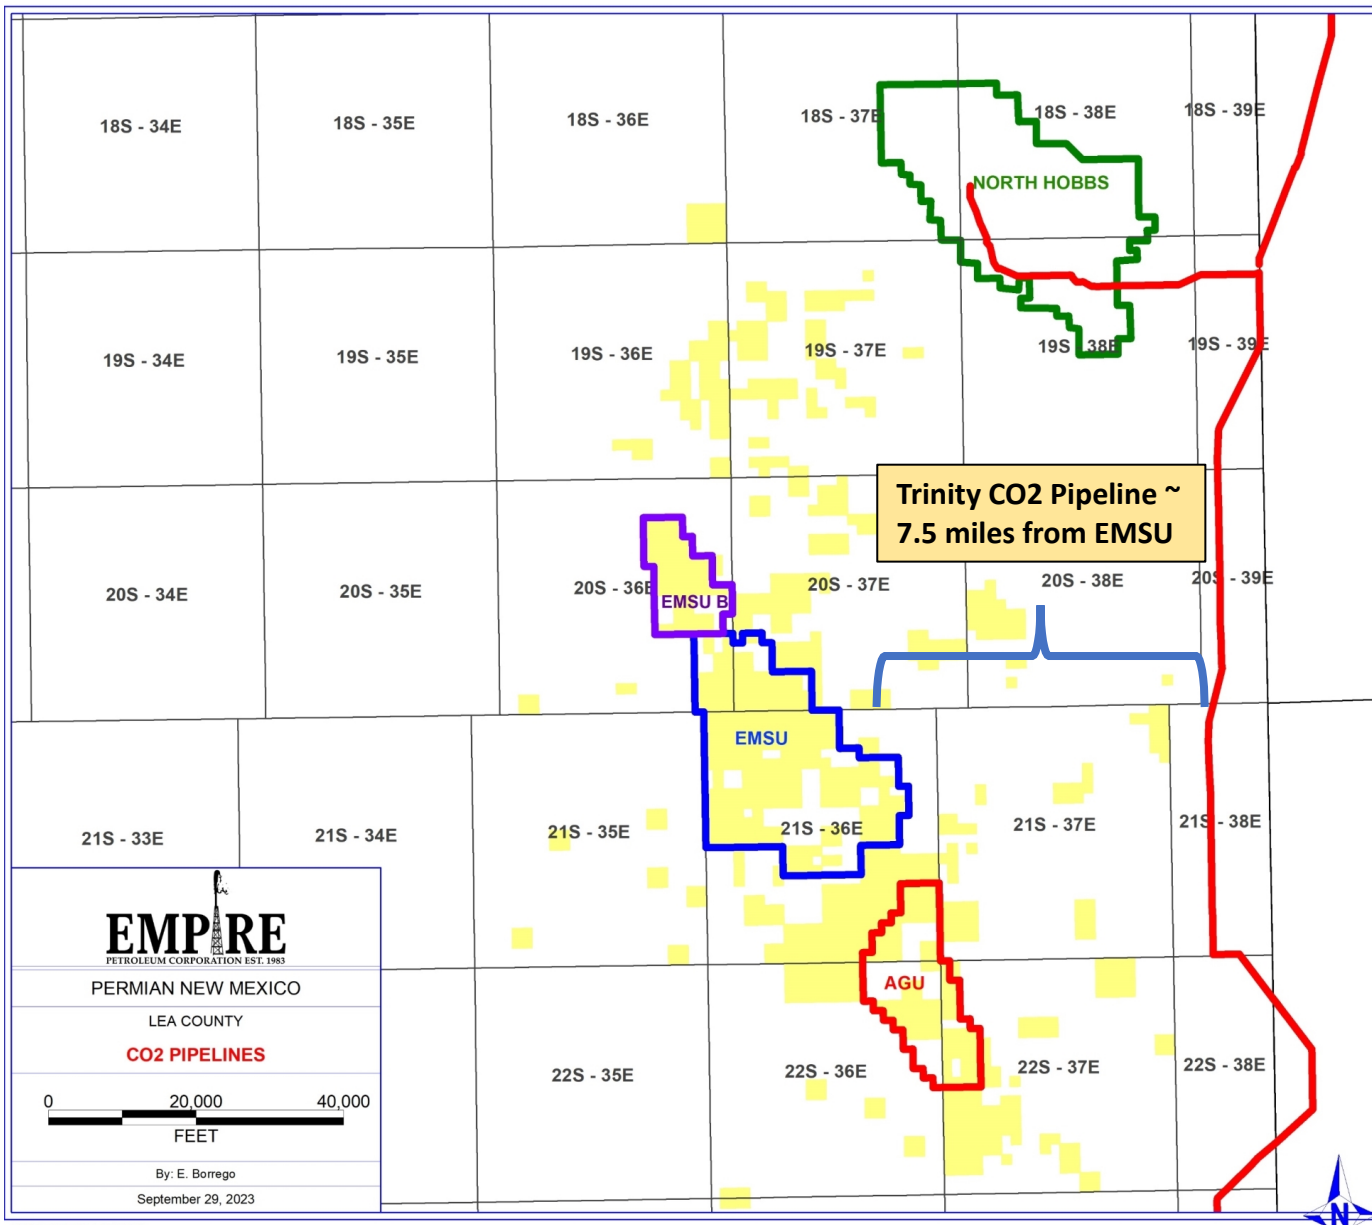 18S - 34E
18S - 35E
18S - 36E
18S - 37E
18S - 38E
18S - 39E
NORTH HOBBS
19S - 34E
19S - 35E
19S - 36E
19S - 37E
19S - 38E
19S - 39E
Trinity CO2 Pipeline ~
7.5 miles from EMSU
20S - 34E
20S - 35E
20S - 36E
EMSU B
20S - 37E
20S - 38E
20S - 39E
EMSU
21S - 33E
21S - 34E
21S - 35E
21S - 36E
21S - 37E
21S - 38E
AGU
22S - 35E
22S - 36E
22S - 37E
22S - 38E
EMPIRE
PETROLEUM CORPORATION EST. 1983
PERMIAN NEW MEXICO
LEA COUNTY
CO2 PIPELINES
0 20,000 40,000
FEET
By: E. Borrego
September 29, 2023
N